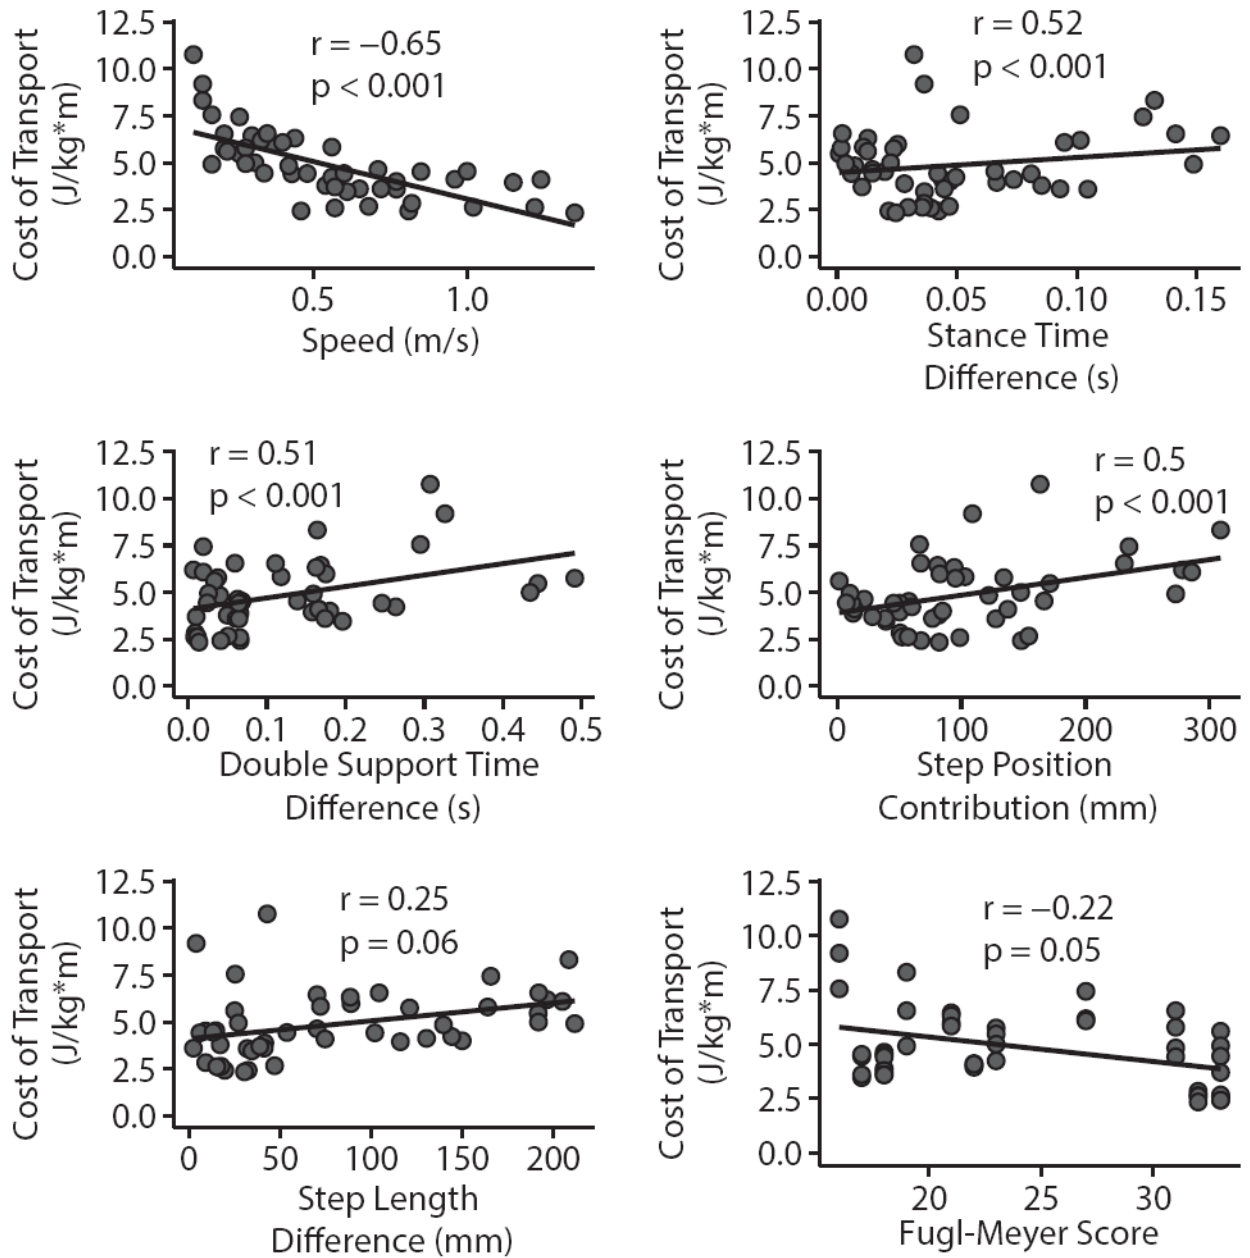 Cost of Transport
(J/kg*m)
12.5
10.0
7.5
5.0
2.5
0.0
r = −0.65
p < 0.001
0.5 1.0
Speed (m/s)
Cost of Transport
(J/kg*m)
12.5
10.0
7.5
5.0
2.5
0.0
r = 0.52
p < 0.001
0.00 0.05 0.10 0.15
Stance Time
Difference (s)
Cost of Transport
(J/kg*m)
12.5
10.0
7.5
5.0
2.5
0.0
r = 0.51
p < 0.001
0.0 0.1 0.2 0.3 0.4 0.5
Double Support Time
Difference (s)
Cost of Transport
(J/kg*m)
12.5
10.0
7.5
5.0
2.5
0.0
r = 0.5
p < 0.001
0 100 200 300
Step Position
Contribution (mm)
Cost of Transport
(J/kg*m)
12.5
10.0
7.5
5.0
2.5
0.0
r = 0.25
p = 0.06
0 50 100 150 200
Step Length
Difference (mm)
Cost of Transport
(J/kg*m)
12.5
10.0
7.5
5.0
2.5
0.0
r = −0.22
p = 0.05
20 25 30
Fugl-Meyer Score